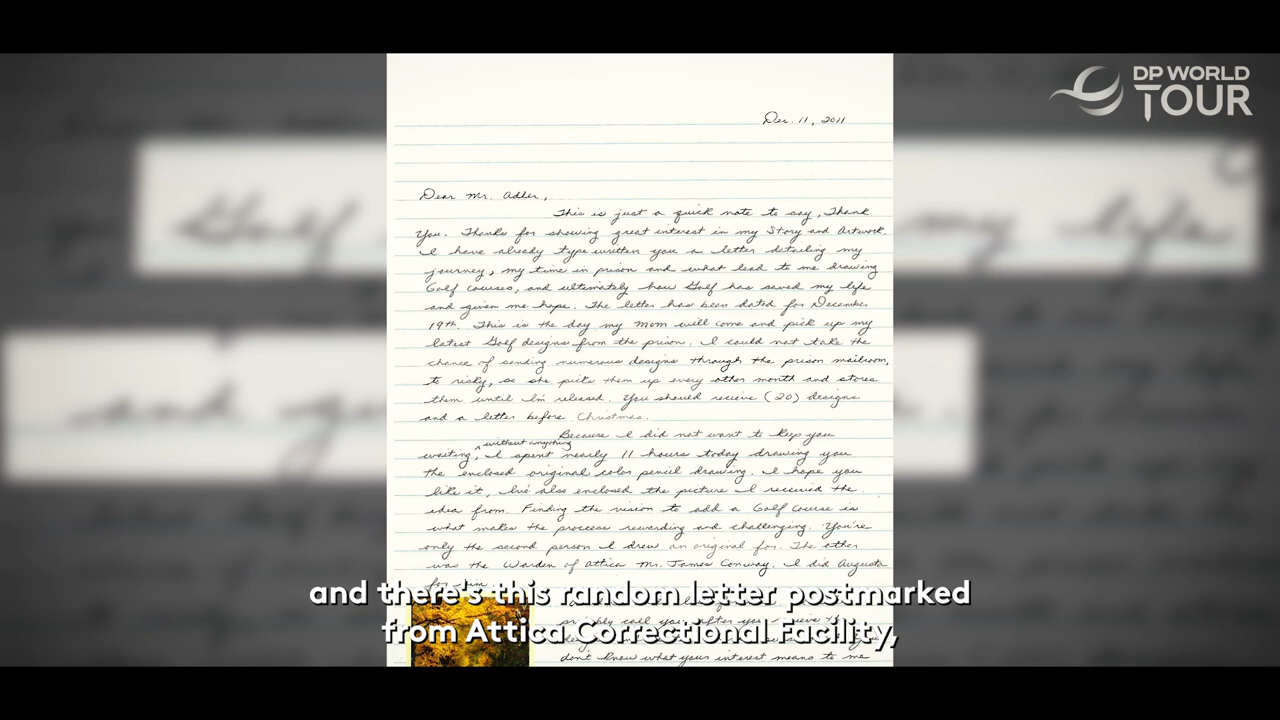 DP WORLD
TOUR
Dec. 11, 2011
Dear Mr. Adler,
This is just a quick note to say, Thank
You. Thanks for showing great interest in my Story and Artwork.
I have already type written you a letter detailing my
journey, my time in prison and what lead to me drawing
Golf courses, and ultimately how Golf has saved my life
and given me hope. The letter has been dated for December
19th. This is the day my Mom will come and pick up my
latest Golf designs from the prison. I could not take the
chance of sending numerous designs through the prison mailroom,
to risky, so she picks them up every other month and stores
them until I'm released. You should receive (20) designs
and a letter before Christmas.
Because I did not want to keep you
waiting, without anything I spent nearly 11 hours today drawing you
the enclosed original color pencil drawing. I hope you
like it, I've also enclosed the picture I received the
idea from. Finding the vision to add a Golf Course is
what makes the process rewarding and challenging. You're
only the second person I drew an original for. The other
was the Warden of Attica Mr. James Conway. I did Augusta
for him
and there's this random letter postmarked
from Attica Correctional Facility,
don't know what your interest means to me
Golf my life
and